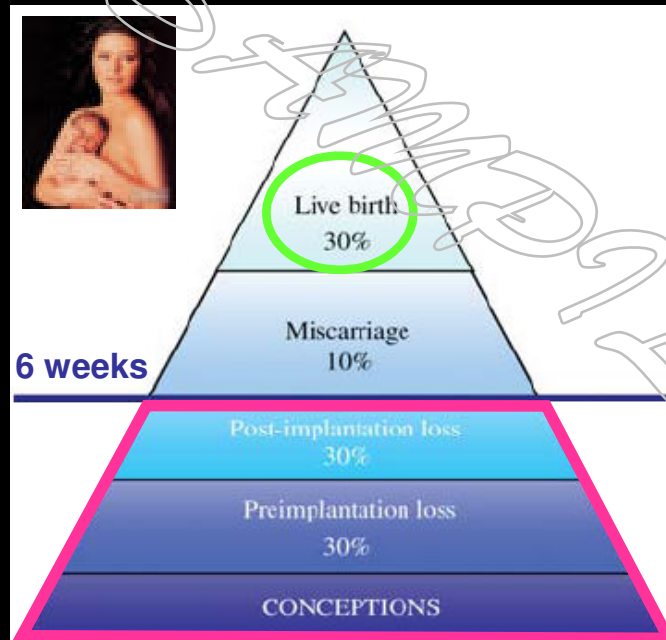 Live birth
30%
Miscarriage
10%
6 weeks
Post-implantation loss
30%
Preimplantation loss
30%
CONCEPTIONS